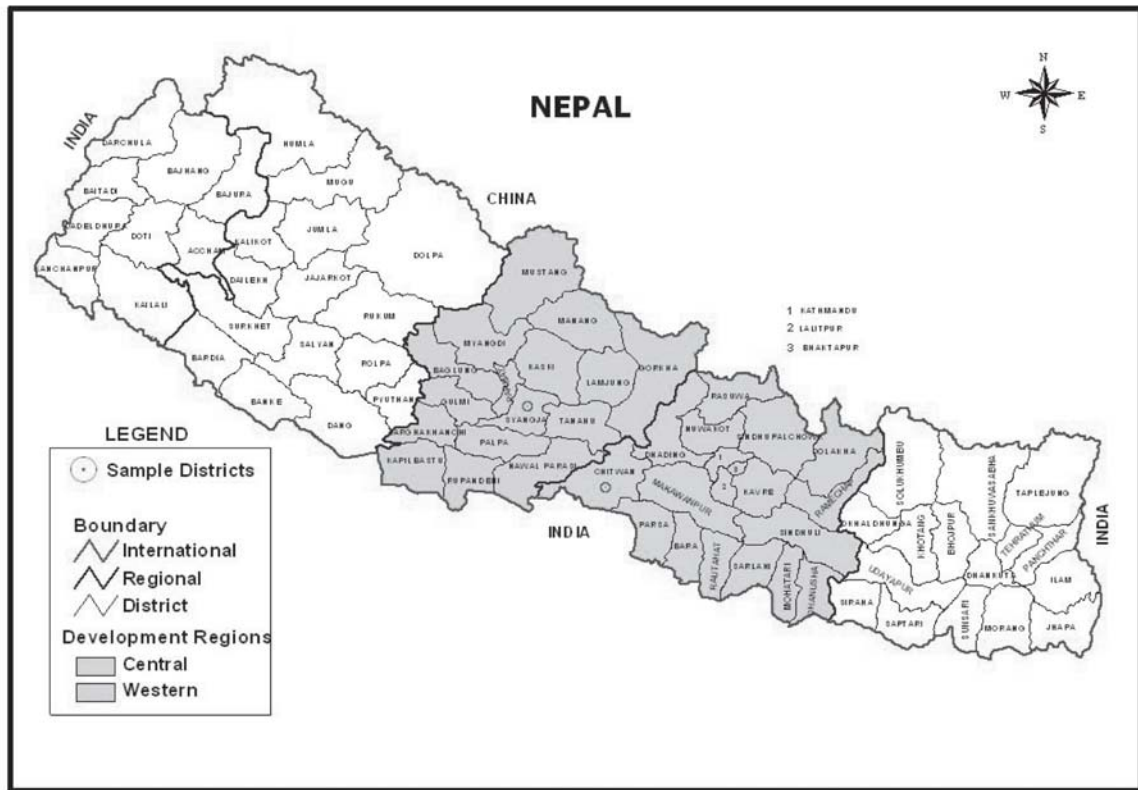 NEPAL
N
W E
S
INDIA
CHINA
INDIA
INDIA
DARCHULA
HUMLA
BAJHANG
BAITADI
BAJURA
MUGU
DADELDHURA
DOTI
ACCHAM
KALIKOT
JUMLA
DOLPA
KANCHANPUR
KAILALI
DAILEKH
JAJARKOT
SURKHET
RUKUM
SALYAN
BARDIA
ROLPA
BANKE
DANG
PYUTHAN
MUSTANG
MANANG
MYANGDI
KASKI
BAGLUNG
LAMJUNG
GORKHA
GULMI
SYANGJA
TANAHU
ARGHAKHANCHI
PALPA
KAPILBASTU
RUPANDEHI
NAWAL PARASI
1 KATHMANDU
2 LALITPUR
3 BHAKTAPUR
RASUWA
NUWAKOT
SINDHUPALCHOWK
DOLAKHA
DHADING
1
3
2
KAVRE
RAMECHAP
CHITWAN
MAKAWANPUR
SINDHULI
PARSA
BARA
RAUTAHAT
SARLAHI
MOHATARI
DHANUSHA
SOLUKHUMBU
SANKHUWASABHA
TAPLEJUNG
OKHALDHUNGA
KHOTANG
BHOJPUR
TEHRATHUM
PANCHTHAR
UDAYAPUR
DHANKUTA
ILAM
SIRAHA
SAPTARI
SUNSARI
MORANG
JHAPA
LEGEND
Sample Districts
Boundary
International
Regional
District
Development Regions
Central
Western